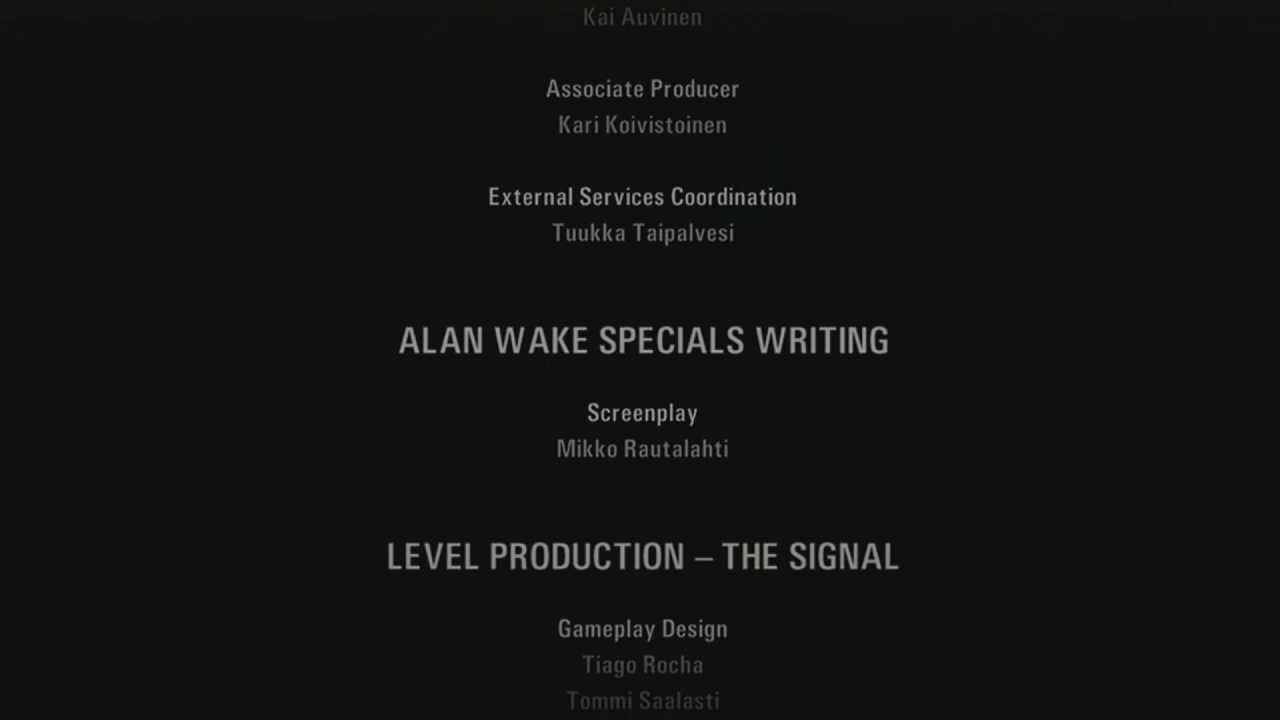 Kai Auvinen
Associate Producer
Kari Koivistoinen
External Services Coordination
Tuukka Taipalvesi
ALAN WAKE SPECIALS WRITING
Screenplay
Mikko Rautalahti
LEVEL PRODUCTION – THE SIGNAL
Gameplay Design
Tiago Rocha
Tommi Saalasti